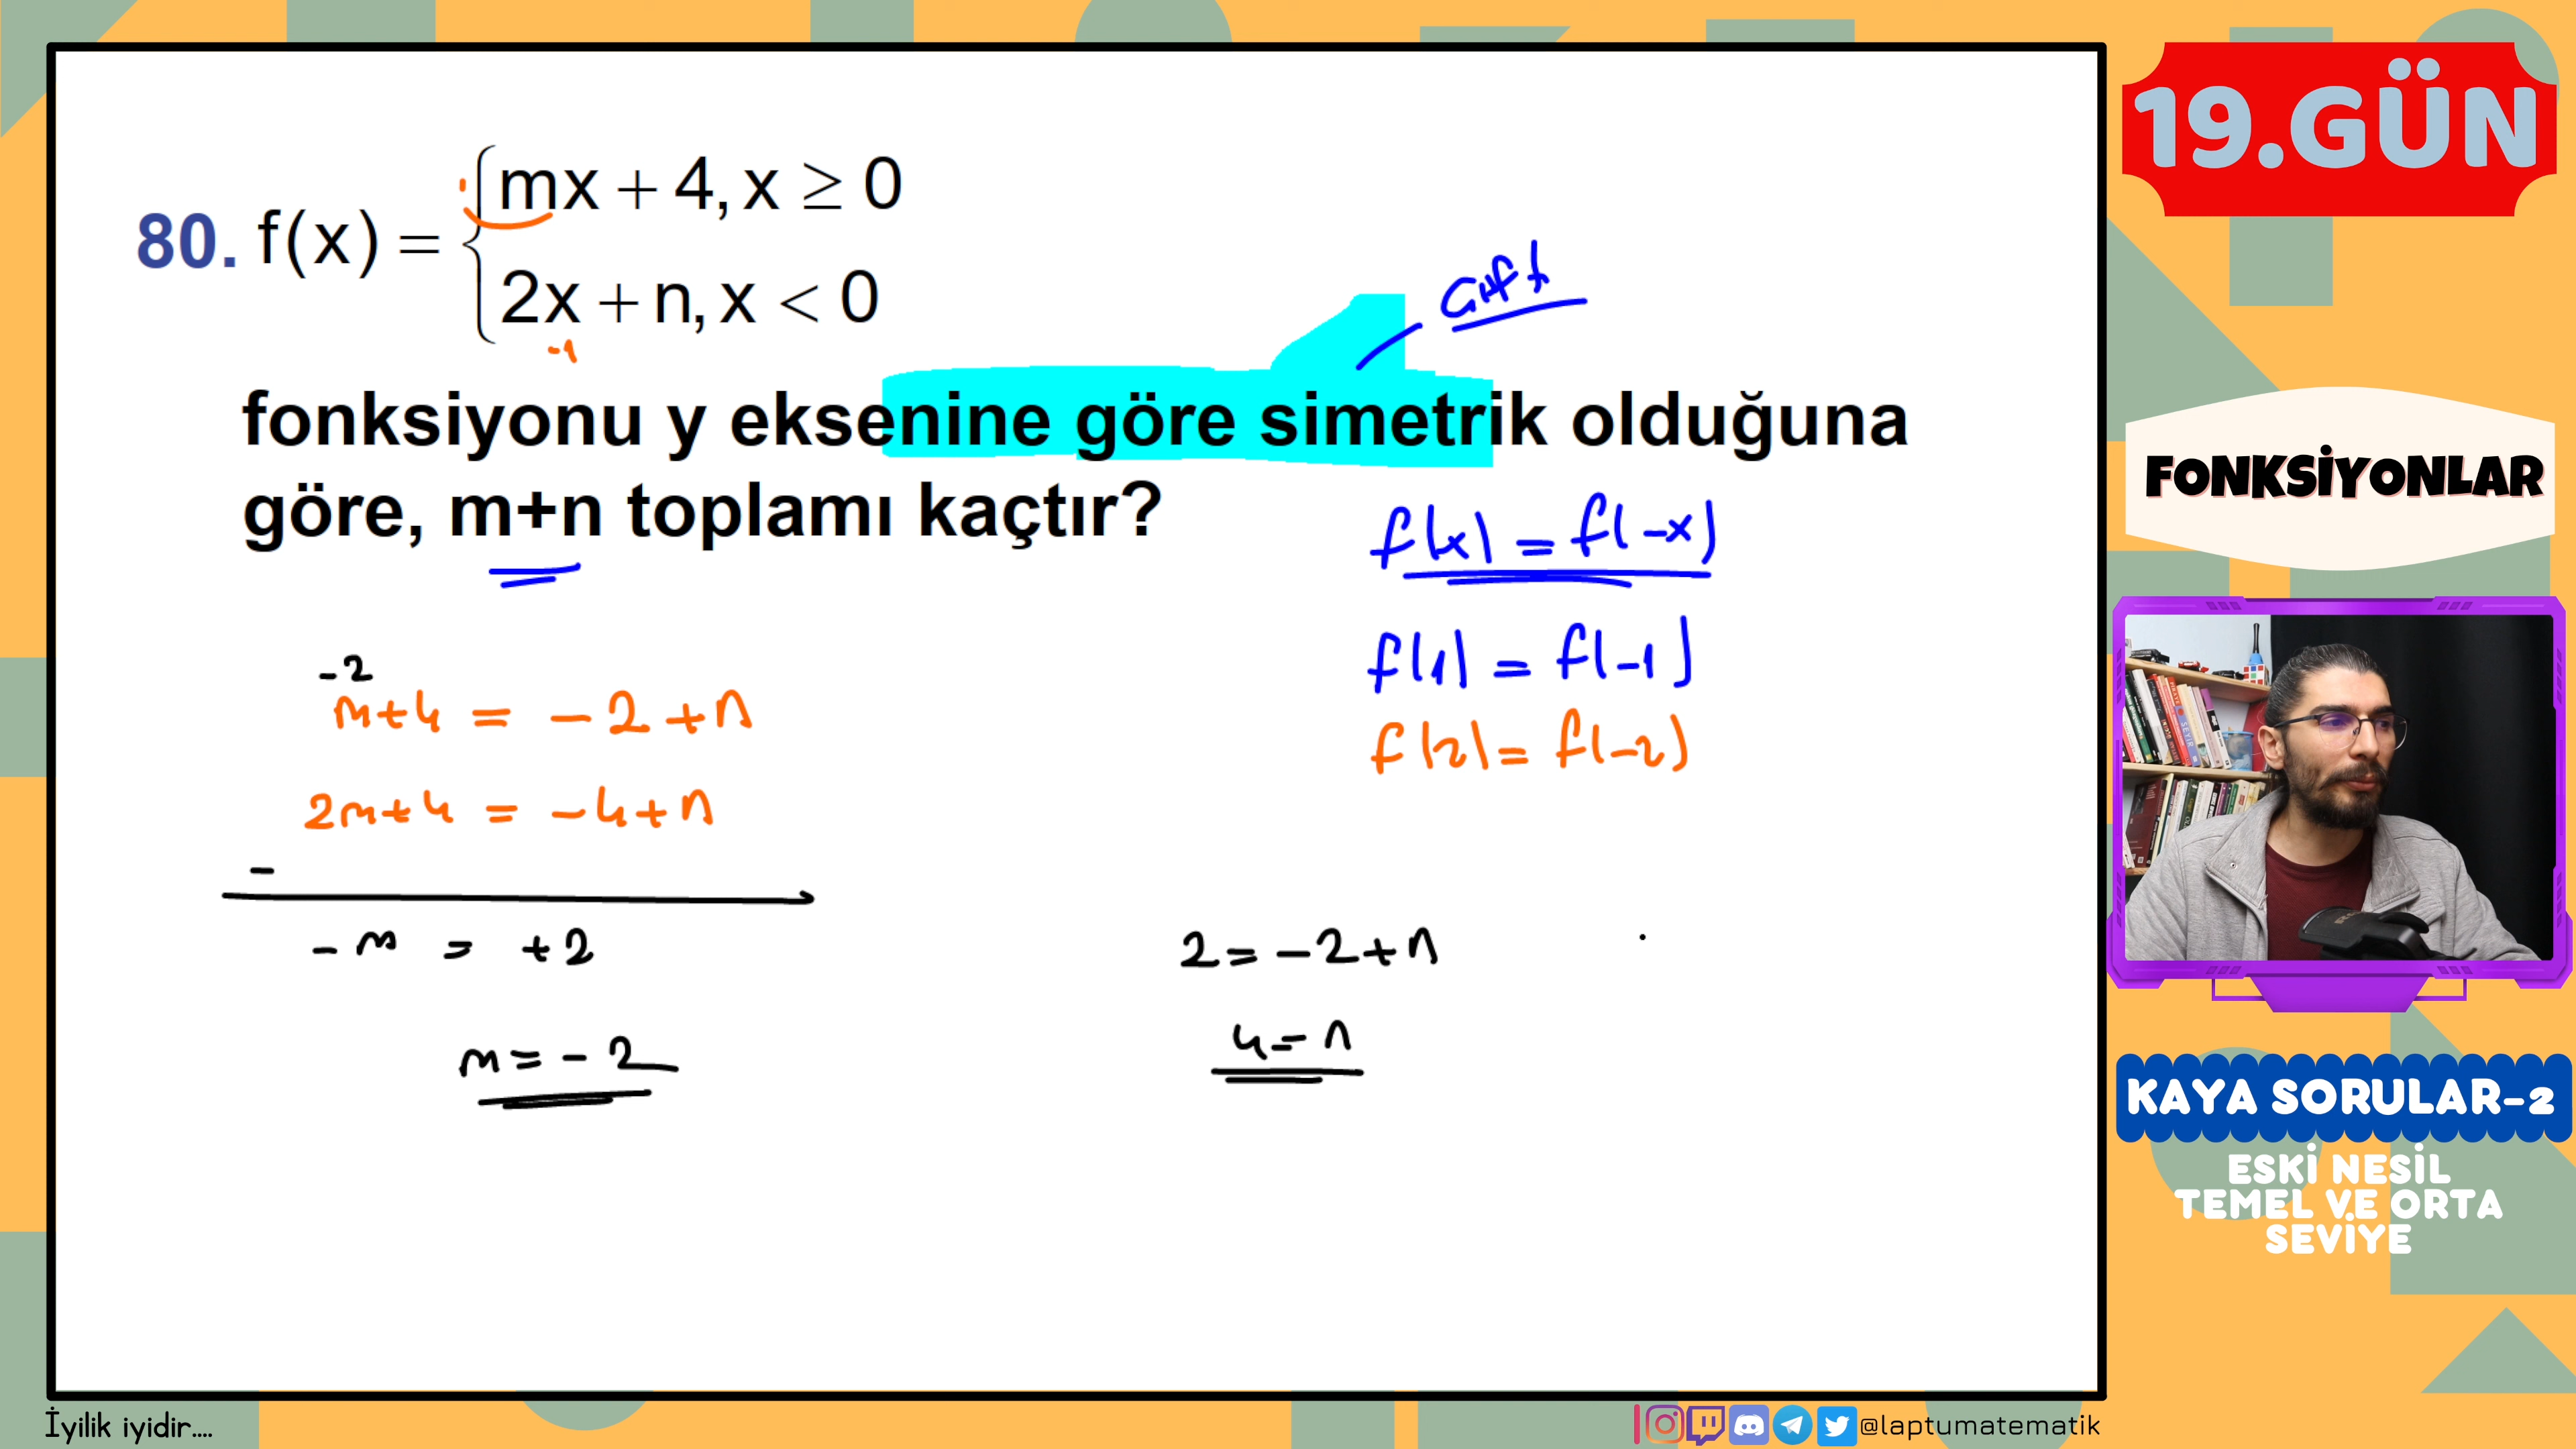 19.GÜN
80. f(x) = { mx + 4, x ≥ 0
2x + n, x < 0
-1
çift
fonksiyonu y eksenine göre simetrik olduğuna
göre, m+n toplamı kaçtır?
f(x) = f(-x)
f(1) = f(-1)
f(2) = f(-2)
-2
m+4 = -2+n
2m+4 = -4+n
-
-m = +2
m = -2
2 = -2+n
4 = n
FONKSİYONLAR
KAYA SORULAR-2
ESKİ NESİL
TEMEL VE ORTA
SEVİYE
İyilik iyidir....
@laptumatematik